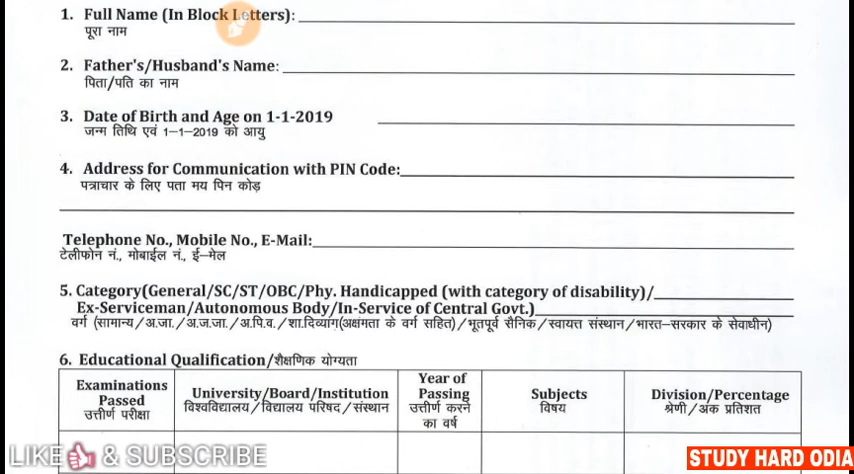 1. Full Name (In Block Letters):
पूरा नाम
2. Father's/Husband's Name:
पिता/पति का नाम
3. Date of Birth and Age on 1-1-2019
जन्म तिथि एवं 1–1–2019 को आयु
4. Address for Communication with PIN Code:
पत्राचार के लिए पता मय पिन कोड़
Telephone No., Mobile No., E-Mail:
टेलीफोन नं., मोबाईल नं., ई–मेल
5. Category(General/SC/ST/OBC/Phy. Handicapped (with category of disability)/
Ex-Serviceman/Autonomous Body/In-Service of Central Govt.)
वर्ग (सामान्य/अ.जा./अ.ज.जा./अ.पि.व./शा.दिव्यांग(अक्षमता के वर्ग सहित)/भूतपूर्व सैनिक/स्वायत्त संस्थान/भारत–सरकार के सेवाधीन)
6. Educational Qualification/शैक्षणिक योग्यता
Examinations Passed उत्तीर्ण परीक्षा
University/Board/Institution विश्वविद्यालय/विद्यालय परिषद/संस्थान
Year of Passing उत्तीर्ण करने का वर्ष
Subjects विषय
Division/Percentage श्रेणी/अंक प्रतिशत
LIKE & SUBSCRIBE
STUDY HARD ODIA